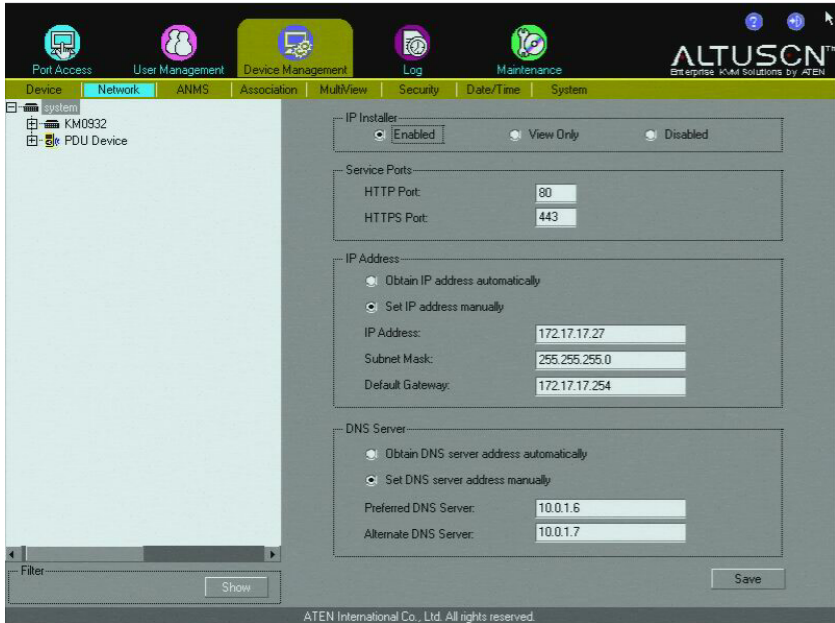 Port Access User Management Device Management Log Maintenance
ALTUSCN™
Enterprise KVM Solutions by ATEN
Device Network ANMS Association MultiView Security Date/Time System
system
KM0932
PDU Device
IP Installer
Enabled View Only Disabled
Service Ports
HTTP Port: 80
HTTPS Port: 443
IP Address
Obtain IP address automatically
Set IP address manually
IP Address: 172.17.17.27
Subnet Mask: 255.255.255.0
Default Gateway: 172.17.17.254
DNS Server
Obtain DNS server address automatically
Set DNS server address manually
Preferred DNS Server: 10.0.1.6
Alternate DNS Server: 10.0.1.7
Filter
Show
Save
ATEN International Co., Ltd. All rights reserved.